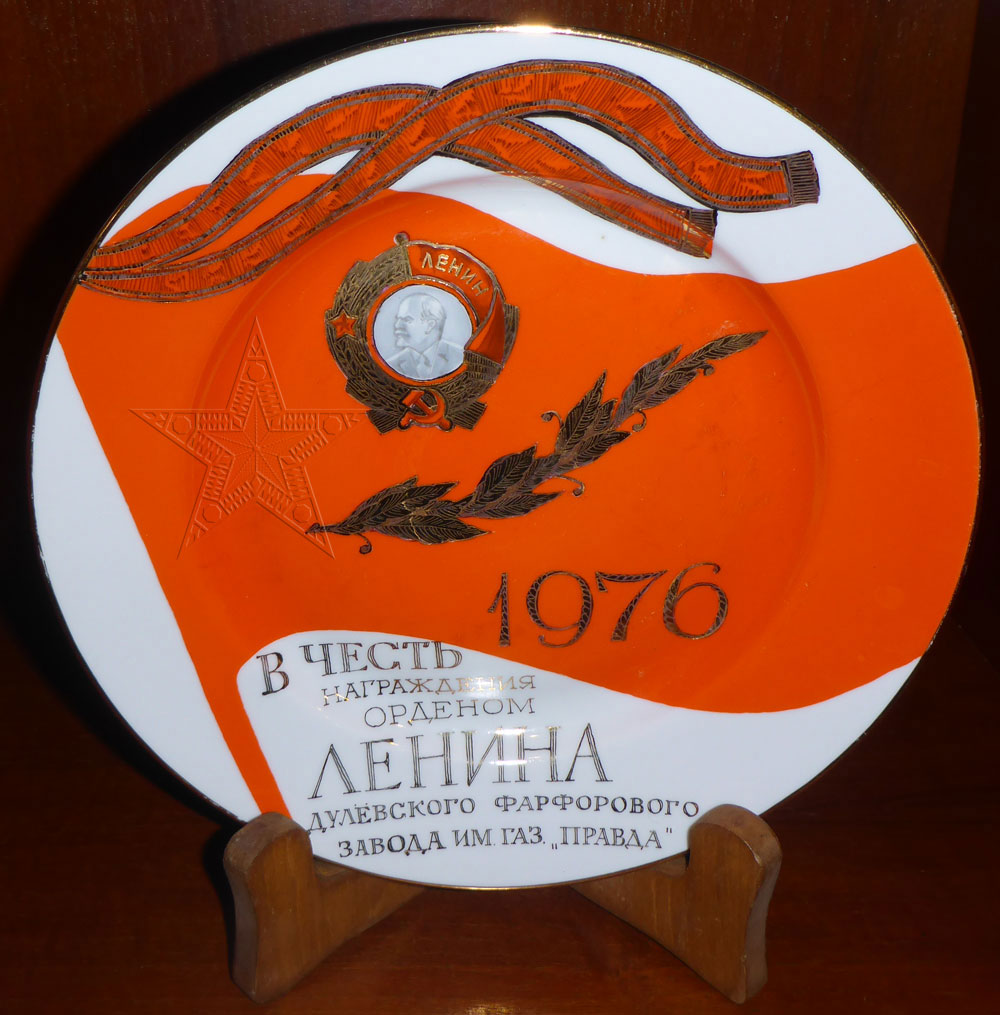 ЛЕНИН
1976
В ЧЕСТЬ
НАГРАЖДЕНИЯ
ОРДЕНОМ
ЛЕНИНА
ДУЛЁВСКОГО ФАРФОРОВОГО
ЗАВОДА ИМ. ГАЗ. „ПРАВДА"